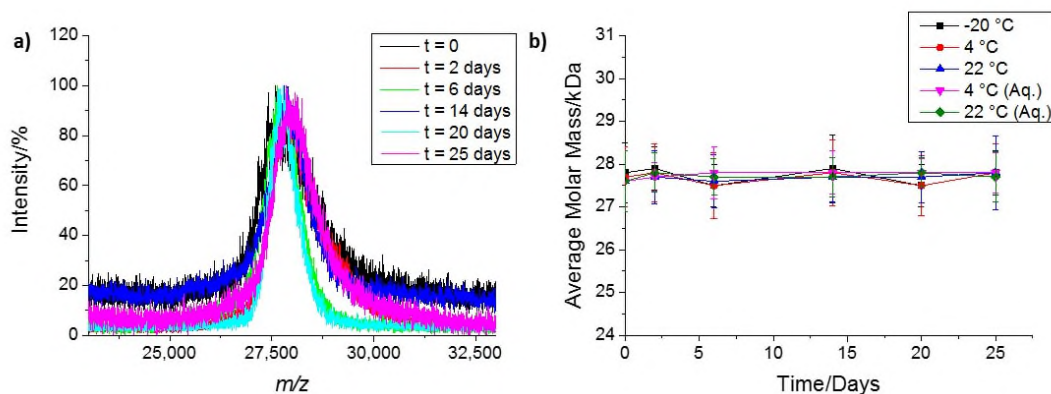 a)
120
100
80
60
40
20
0
Intensity/%
25,000
27,500
30,000
32,500
m/z
t = 0
t = 2 days
t = 6 days
t = 14 days
t = 20 days
t = 25 days
b)
31
30
29
28
27
26
25
24
Average Molar Mass/kDa
0
5
10
15
20
25
Time/Days
-20 °C
4 °C
22 °C
4 °C (Aq.)
22 °C (Aq.)